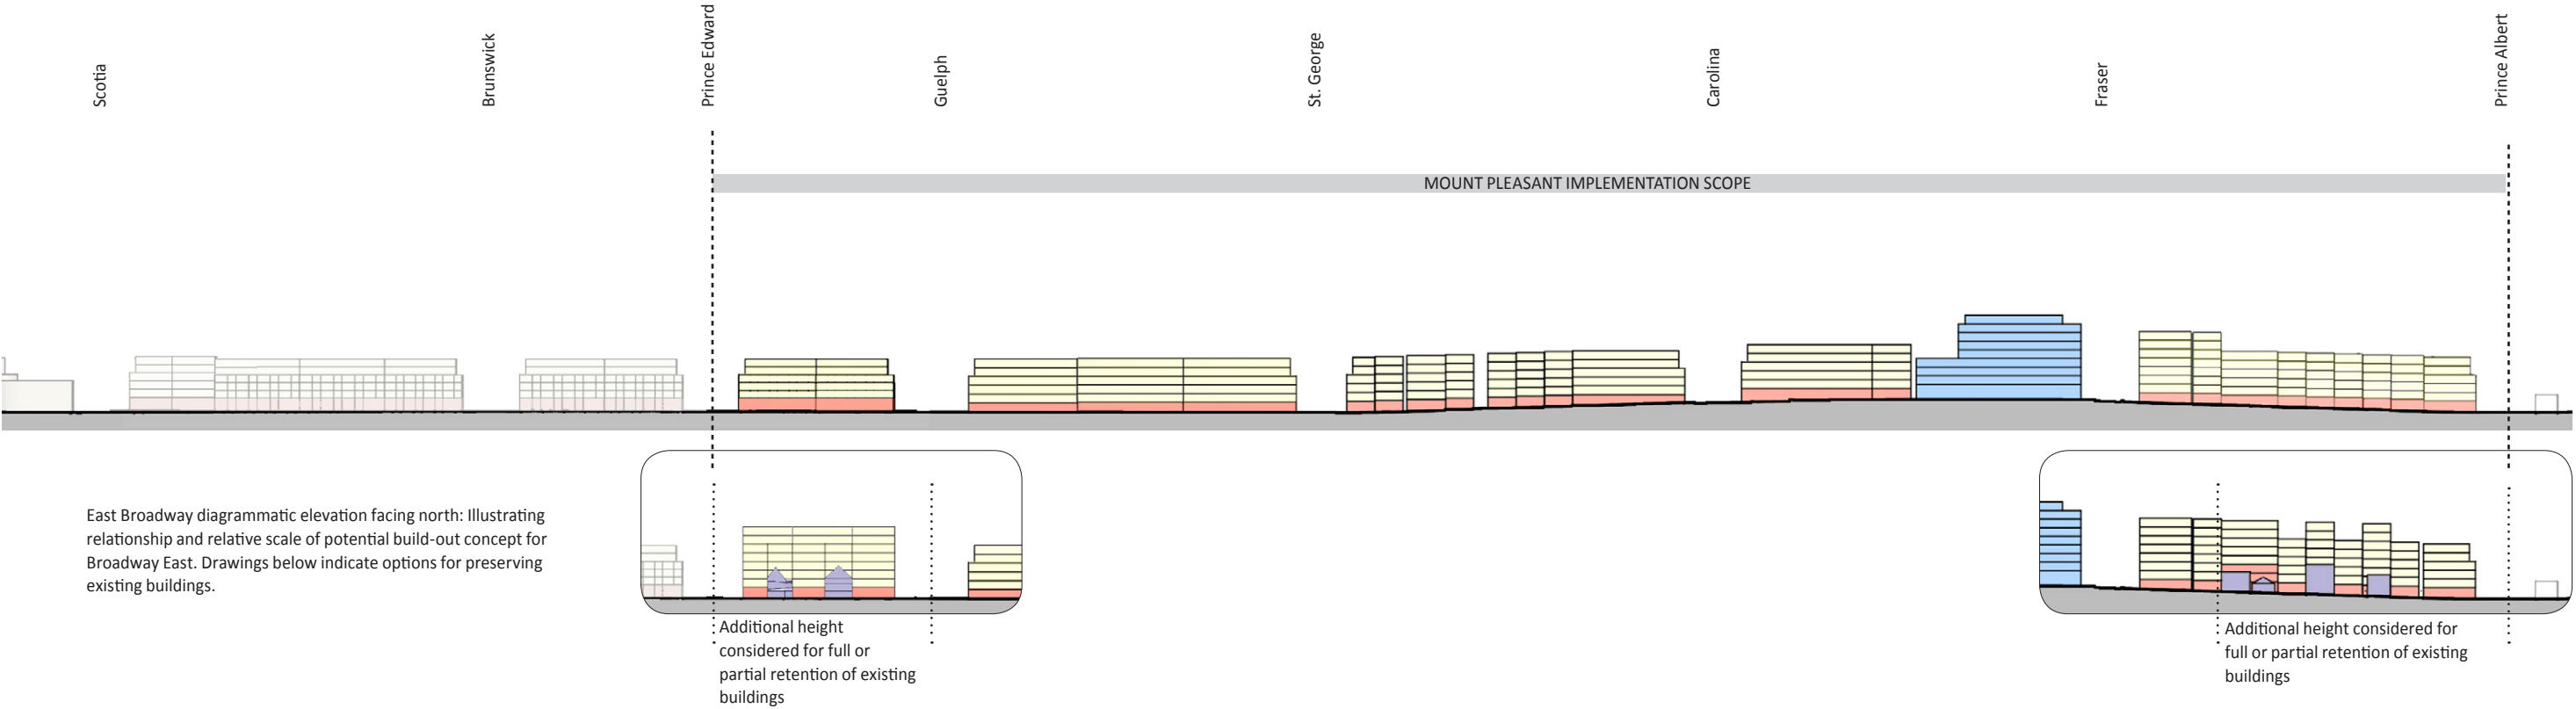 Scotia
Brunswick
Prince Edward
Guelph
St. George
Carolina
Fraser
Prince Albert
MOUNT PLEASANT IMPLEMENTATION SCOPE
East Broadway diagrammatic elevation facing north: Illustrating
relationship and relative scale of potential build-out concept for
Broadway East. Drawings below indicate options for preserving
existing buildings.
Additional height
considered for full or
partial retention of existing
buildings
Additional height considered for
full or partial retention of existing
buildings